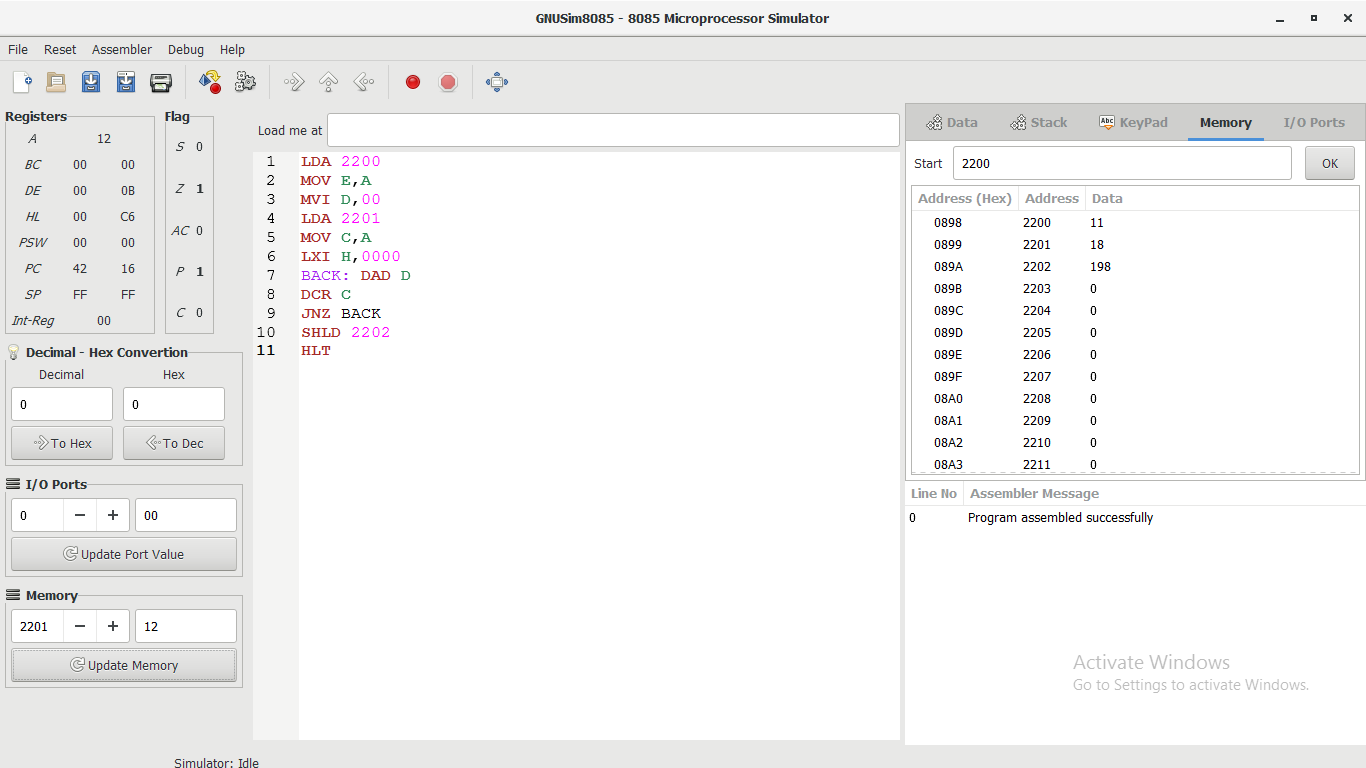 GNUSim8085 - 8085 Microprocessor Simulator
File Reset Assembler Debug Help
Registers
A 12
BC 00 00
DE 00 0B
HL 00 C6
PSW 00 00
PC 42 16
SP FF FF
Int-Reg 00
Flag
S 0
Z 1
AC 0
P 1
C 0
Decimal - Hex Convertion
Decimal Hex
0 0
To Hex To Dec
I/O Ports
0 00
Update Port Value
Memory
2201 12
Update Memory
Load me at
1 LDA 2200
2 MOV E,A
3 MVI D,00
4 LDA 2201
5 MOV C,A
6 LXI H,0000
7 BACK: DAD D
8 DCR C
9 JNZ BACK
10 SHLD 2202
11 HLT
Data Stack Abc KeyPad Memory I/O Ports
Start 2200 OK
Address (Hex) Address Data
0898 2200 11
0899 2201 18
089A 2202 198
089B 2203 0
089C 2204 0
089D 2205 0
089E 2206 0
089F 2207 0
08A0 2208 0
08A1 2209 0
08A2 2210 0
08A3 2211 0
Line No Assembler Message
0 Program assembled successfully
Activate Windows
Go to Settings to activate Windows.
Simulator: Idle